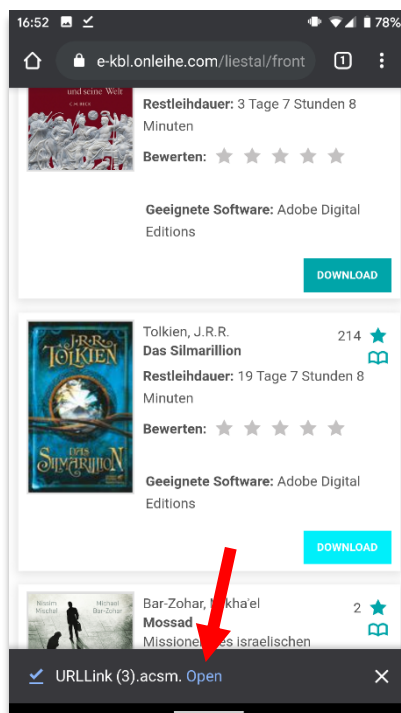 16:52
78%
e-kbl.onleihe.com/liestal/front
1
und seine Welt
C.H.BECK
Restleihdauer: 3 Tage 7 Stunden 8
Minuten
Bewerten:
Geeignete Software: Adobe Digital
Editions
DOWNLOAD
J·R·R·
TOLKIEN
DAS
SILMARILLION
Tolkien, J.R.R.
214
Das Silmarillion
Restleihdauer: 19 Tage 7 Stunden 8
Minuten
Bewerten:
Geeignete Software: Adobe Digital
Editions
DOWNLOAD
Nissim
Mischal
Michael
Bar-Zohar
Bar-Zohar,
2
Mossad
israelischen
URLLink (3).acsm. Open